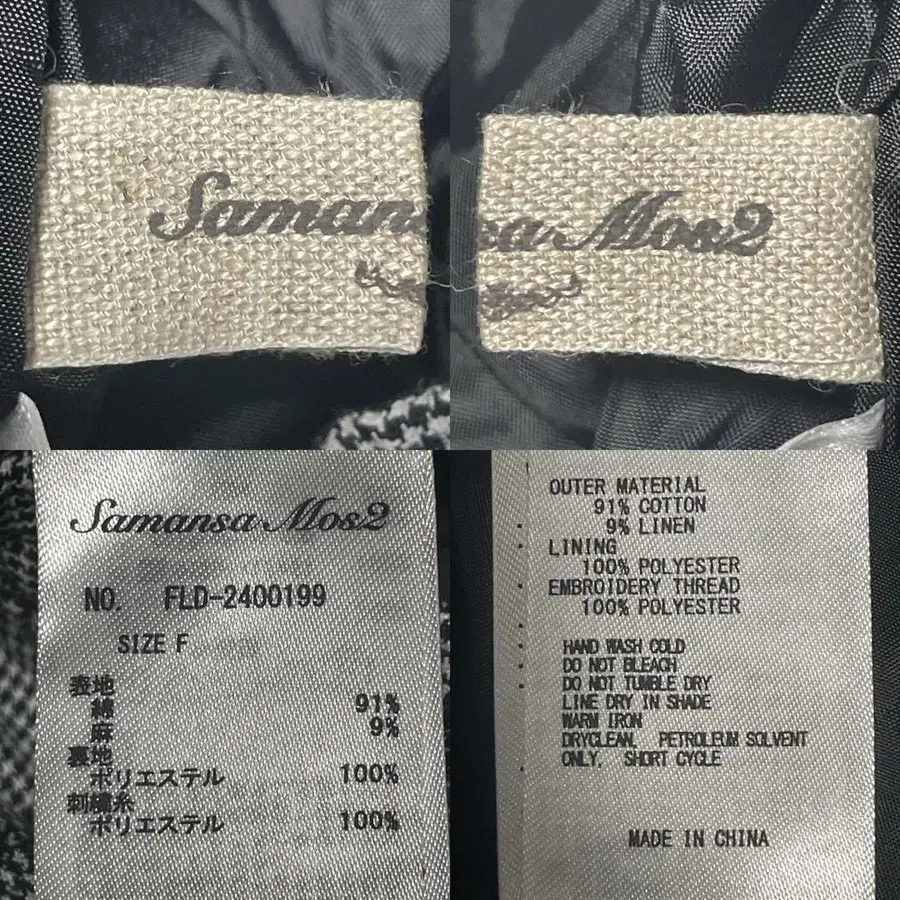 Samansa Mos2
Samansa Mos2
NO. FLD-2400199
SIZE F
表地
綿 91%
麻 9%
裏地
ポリエステル 100%
刺繍糸
ポリエステル 100%
OUTER MATERIAL
91% COTTON
9% LINEN
LINING
100% POLYESTER
EMBROIDERY THREAD
100% POLYESTER
HAND WASH COLD
DO NOT BLEACH
DO NOT TUMBLE DRY
LINE DRY IN SHADE
WARM IRON
DRYCLEAN, PETROLEUM SOLVENT
ONLY, SHORT CYCLE
MADE IN CHINA